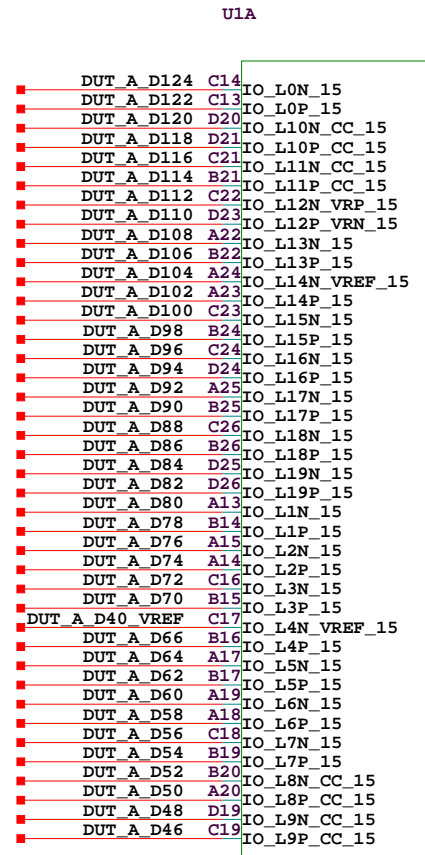 U1A
DUT_A_D124 C14 IO_L0N_15
DUT_A_D122 C13 IO_L0P_15
DUT_A_D120 D20 IO_L10N_CC_15
DUT_A_D118 D21 IO_L10P_CC_15
DUT_A_D116 C21 IO_L11N_CC_15
DUT_A_D114 B21 IO_L11P_CC_15
DUT_A_D112 C22 IO_L12N_VRP_15
DUT_A_D110 D23 IO_L12P_VRN_15
DUT_A_D108 A22 IO_L13N_15
DUT_A_D106 B22 IO_L13P_15
DUT_A_D104 A24 IO_L14N_VREF_15
DUT_A_D102 A23 IO_L14P_15
DUT_A_D100 C23 IO_L15N_15
DUT_A_D98 B24 IO_L15P_15
DUT_A_D96 C24 IO_L16N_15
DUT_A_D94 D24 IO_L16P_15
DUT_A_D92 A25 IO_L17N_15
DUT_A_D90 B25 IO_L17P_15
DUT_A_D88 C26 IO_L18N_15
DUT_A_D86 B26 IO_L18P_15
DUT_A_D84 D25 IO_L19N_15
DUT_A_D82 D26 IO_L19P_15
DUT_A_D80 A13 IO_L1N_15
DUT_A_D78 B14 IO_L1P_15
DUT_A_D76 A15 IO_L2N_15
DUT_A_D74 A14 IO_L2P_15
DUT_A_D72 C16 IO_L3N_15
DUT_A_D70 B15 IO_L3P_15
DUT_A_D40_VREF C17 IO_L4N_VREF_15
DUT_A_D66 B16 IO_L4P_15
DUT_A_D64 A17 IO_L5N_15
DUT_A_D62 B17 IO_L5P_15
DUT_A_D60 A19 IO_L6N_15
DUT_A_D58 A18 IO_L6P_15
DUT_A_D56 C18 IO_L7N_15
DUT_A_D54 B19 IO_L7P_15
DUT_A_D52 B20 IO_L8N_CC_15
DUT_A_D50 A20 IO_L8P_CC_15
DUT_A_D48 D19 IO_L9N_CC_15
DUT_A_D46 C19 IO_L9P_CC_15